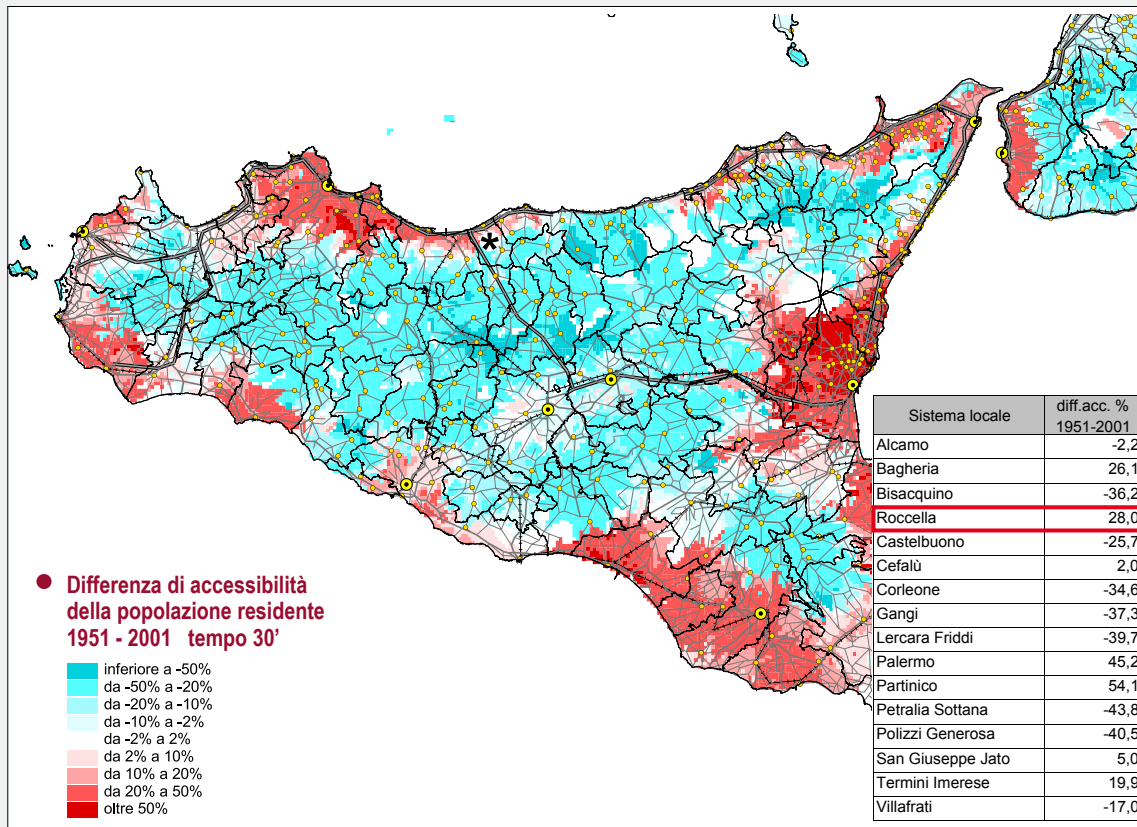 Sistema locale diff.acc. % 1951-2001
Alcamo -2,2
Bagheria 26,1
Bisacquino -36,2
Roccella 28,0
Castelbuono -25,7
Cefalù 2,0
Corleone -34,6
Gangi -37,3
Lercara Friddi -39,7
Palermo 45,2
Partinico 54,1
Petralia Sottana -43,8
Polizzi Generosa -40,5
San Giuseppe Jato 5,0
Termini Imerese 19,9
Villafrati -17,0
Differenza di accessibilità
della popolazione residente
1951 - 2001 tempo 30’
inferiore a -50%
da -50% a -20%
da -20% a -10%
da -10% a -2%
da -2% a 2%
da 2% a 10%
da 10% a 20%
da 20% a 50%
oltre 50%